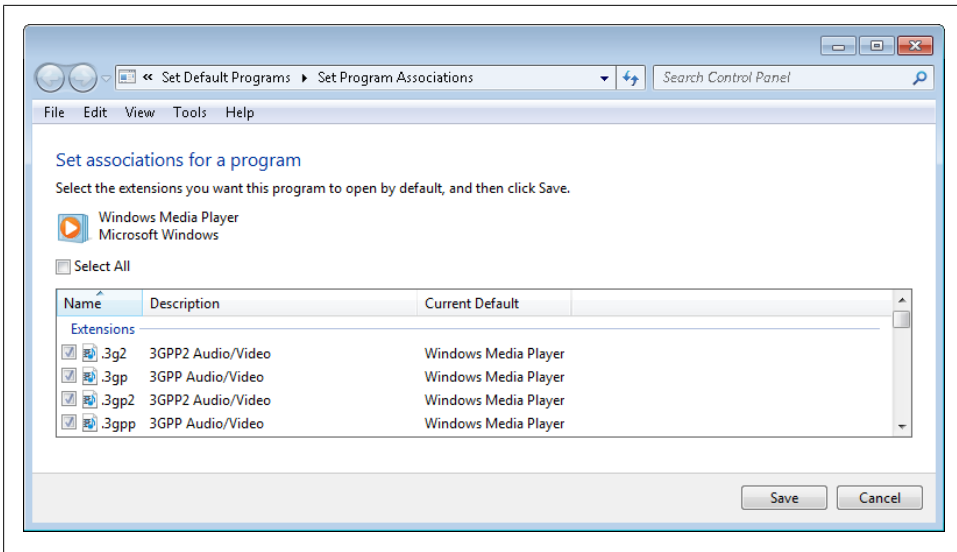 « Set Default Programs ▸ Set Program Associations
Search Control Panel
File Edit View Tools Help
Set associations for a program
Select the extensions you want this program to open by default, and then click Save.
Windows Media Player
Microsoft Windows
Select All
Name Description Current Default
Extensions
.3g2 3GPP2 Audio/Video Windows Media Player
.3gp 3GPP Audio/Video Windows Media Player
.3gp2 3GPP2 Audio/Video Windows Media Player
.3gpp 3GPP Audio/Video Windows Media Player
Save Cancel